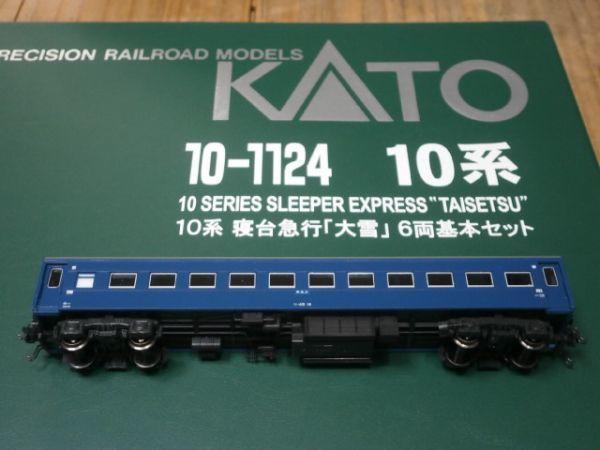 RECISION RAILROAD MODELS
KATO
10-1124 10系
10 SERIES SLEEPER EXPRESS "TAISETSU"
10系 寝台急行「大雪」 6両基本セット